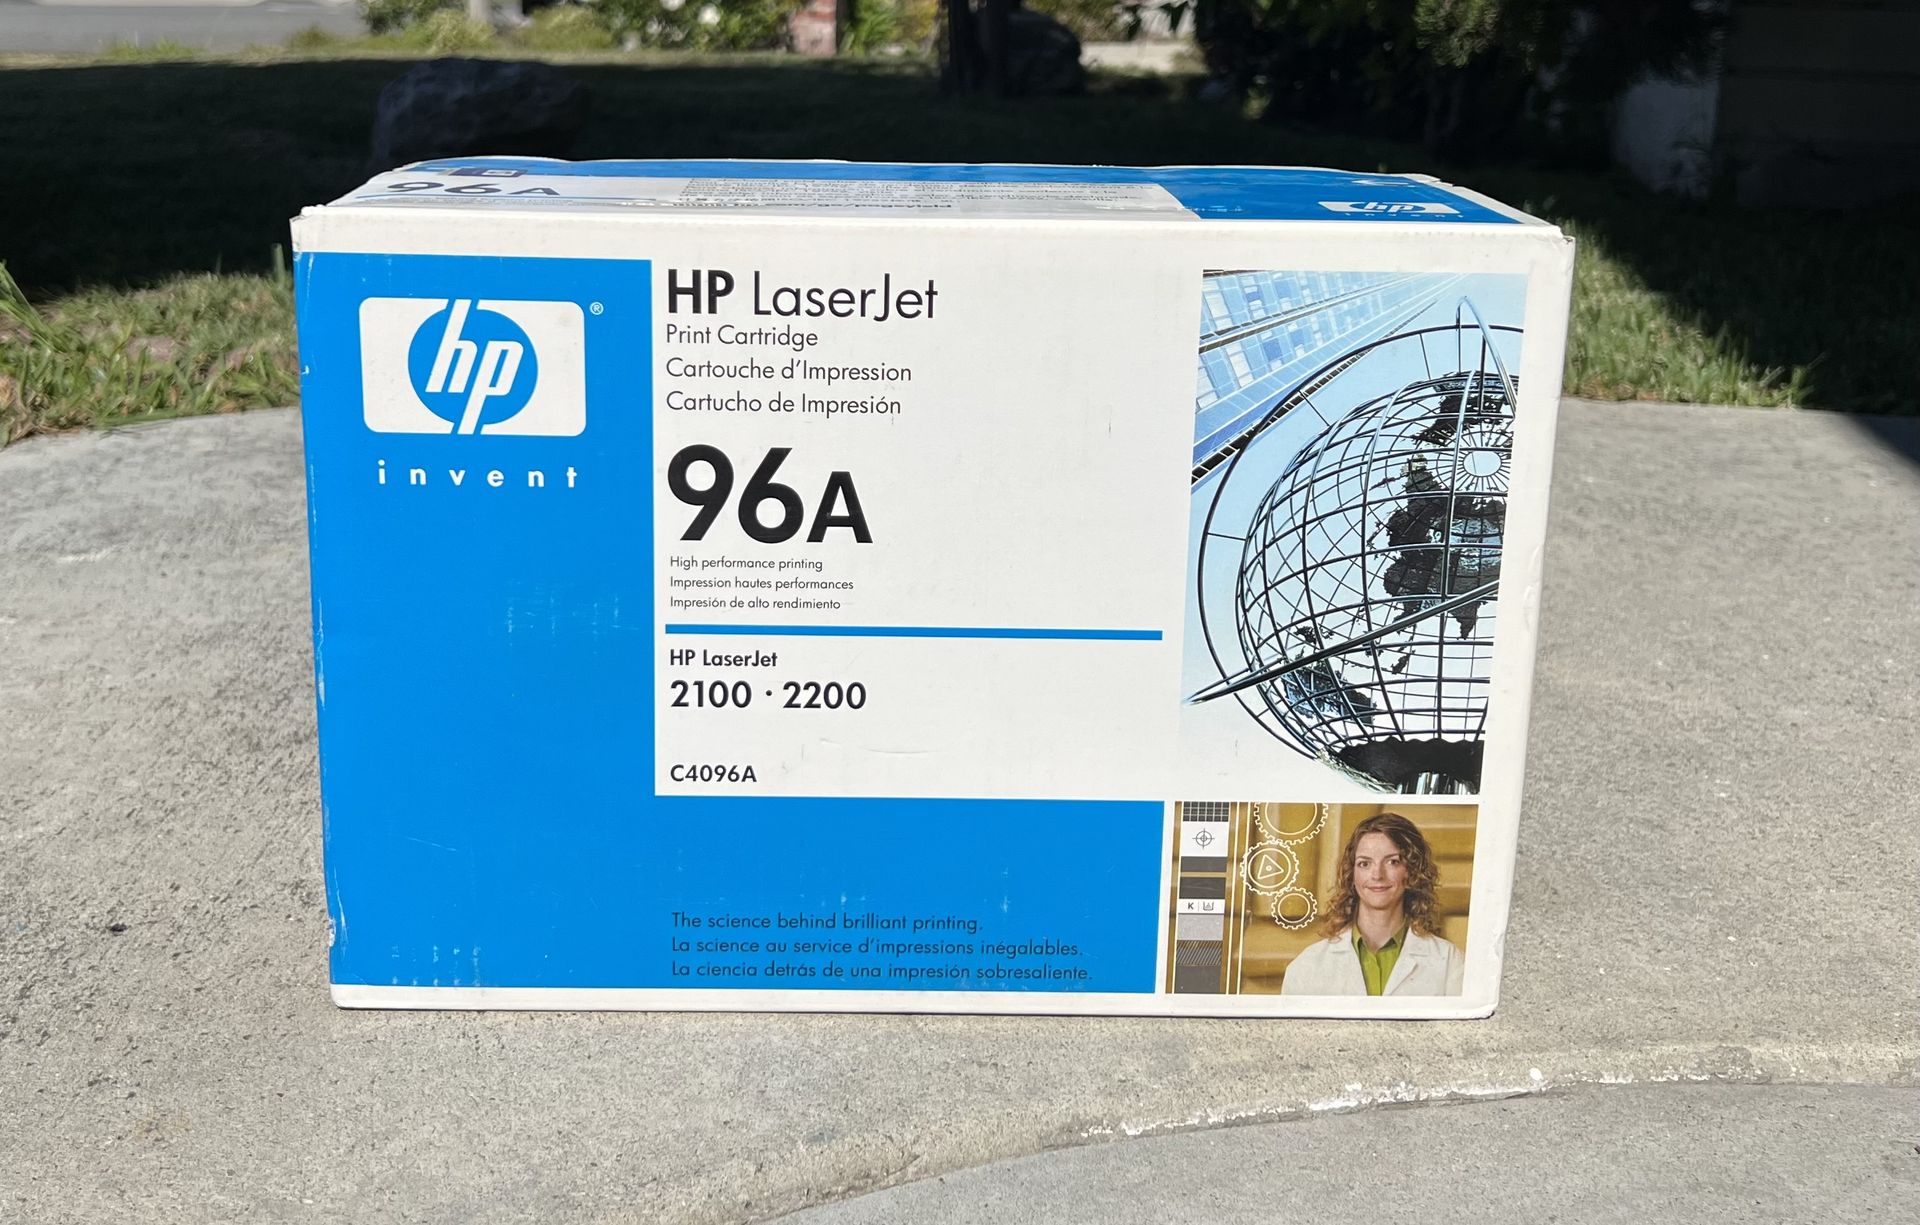 96A
hp
invent
hp
®
invent
HP LaserJet
Print Cartridge
Cartouche d'Impression
Cartucho de Impresión
96A
High performance printing
Impression hautes performances
Impresión de alto rendimiento
HP LaserJet
2100 · 2200
C4096A
K
The science behind brilliant printing.
La science au service d'impressions inégalables.
La ciencia detrás de una impresión sobresaliente.